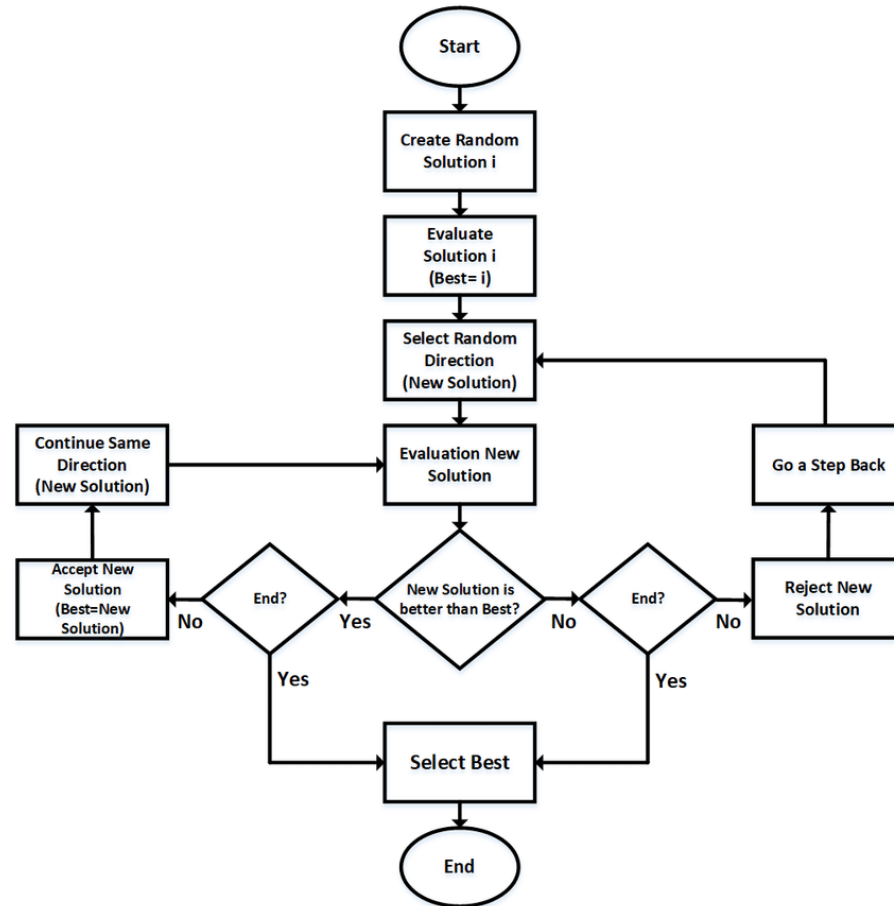 Start
Create Random
Solution i
Evaluate
Solution i
(Best= i)
Select Random
Direction
(New Solution)
Continue Same
Direction
(New Solution)
Evaluation New
Solution
Go a Step Back
Accept New
Solution
(Best=New
Solution)
No
End?
Yes
New Solution is
better than Best?
No
End?
No
Reject New
Solution
Yes
Yes
Select Best
End